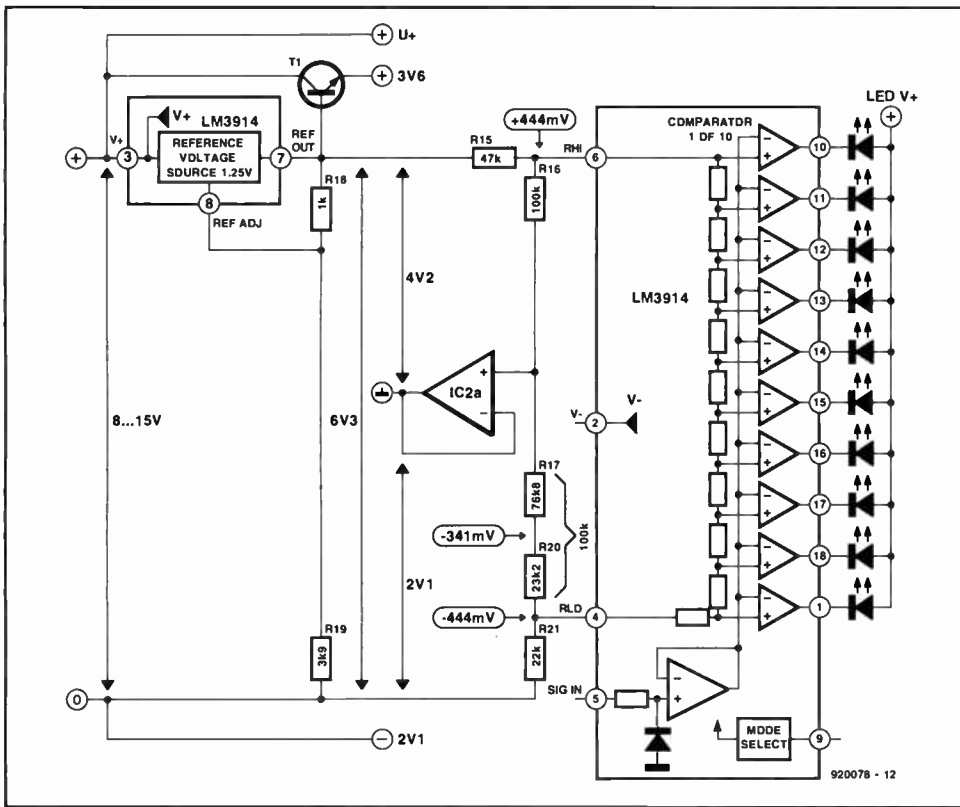 U+
T1
3V6
LED V+
V+
V+
LM3914
REF
OUT
REFERENCE
VOLTAGE
SOURCE 1.25V
3
7
8
REF ADJ
R18
1k
R15
47k
+444mV
RHI
6
R16
100k
COMPARATOR
1 OF 10
10
11
12
13
LM3914
14
15
16
17
18
1
4V2
IC2a
+
-
8...15V
6V3
V-
2
V-
R17
76k8
-341mV
R20
23k2
100k
2V1
-444mV
RLO
4
R21
22k
R19
3k9
SIG IN
5
0
2V1
MODE
SELECT
9
920078 - 12